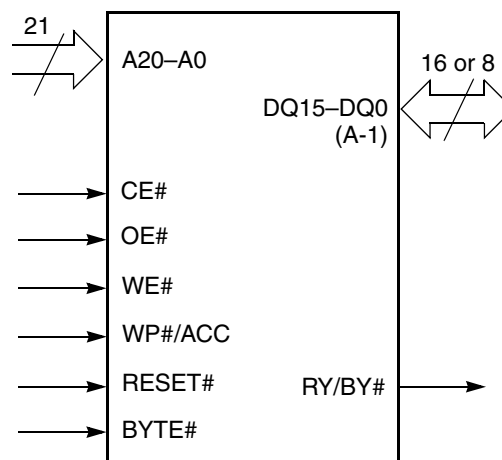 21
A20–A0
16 or 8
DQ15–DQ0
(A-1)
CE#
OE#
WE#
WP#/ACC
RESET#
RY/BY#
BYTE#